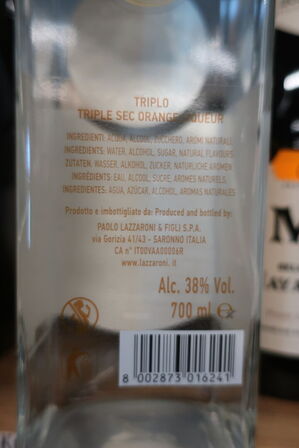 TRIPLO
TRIPLE SEC ORANGE LIQUEUR
INGREDIENTI: ACQUA, ALCOOL, ZUCCHERO, AROMI NATURALI
INGREDIENTS: WATER, ALCOHOL, SUGAR, NATURAL FLAVOURS
ZUTATEN: WASSER, ALKOHOL, ZUCKER, NATÜRLICHE AROMEN
INGRÉDIENTS: EAU, ALCOOL, SUCRE, ARÔMES NATURELS
INGREDIENTES: AGUA, AZÚCAR, ALCOHOL, AROMAS NATURALES
Prodotto e imbottigliato da: Produced and bottled by:
PAOLO LAZZARONI & FIGLI S.P.A.
via Gorizia 41/43 - SARONNO ITALIA
CA n° IT00VAA00006R
www.lazzaroni.it
Alc. 38% Vol.
700 ml e
8 002873 016241
M